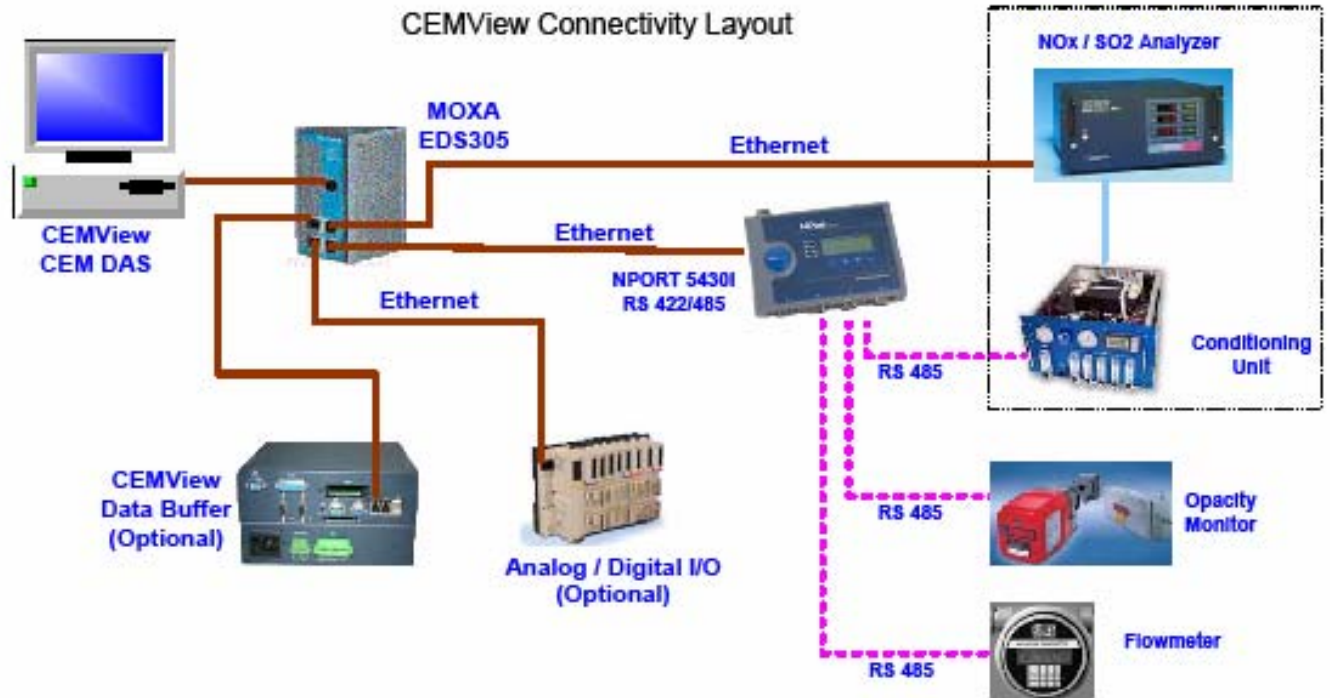 CEMView Connectivity Layout
NOx / SO2 Analyzer
MOXA
EDS305
Ethernet
CEMView
CEM DAS
Ethernet
NPORT 5430I
RS 422/485
Ethernet
Conditioning
Unit
RS 485
CEMView
Data Buffer
(Optional)
Analog / Digital I/O
(Optional)
RS 485
Opacity
Monitor
RS 485
Flowmeter